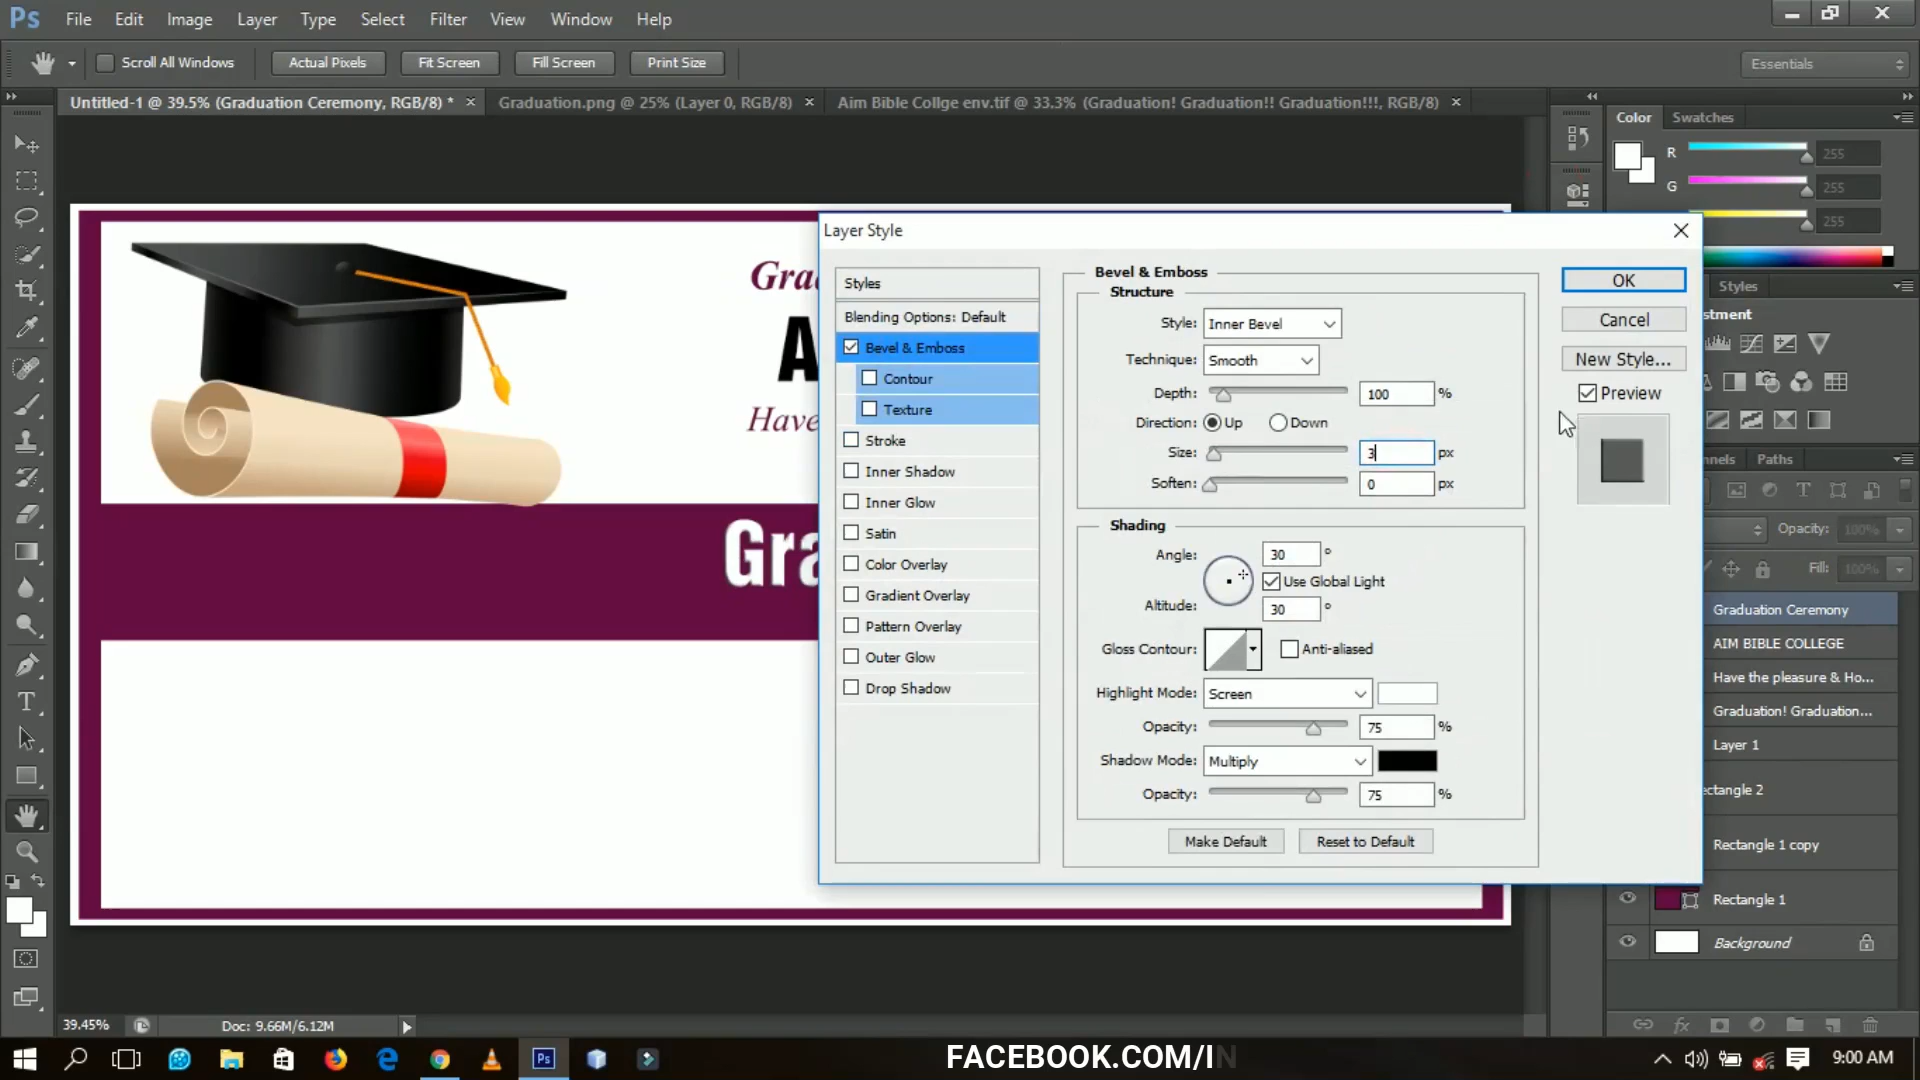 Ps File Edit Image Layer Type Select Filter View Window Help
Scroll All Windows Actual Pixels Fit Screen Fill Screen Print Size Essentials
Untitled-1 @ 39.5% (Graduation Ceremony, RGB/8) * × Graduation.png @ 25% (Layer 0, RGB/8) × Aim Bible Collge env.tif @ 33.3% (Graduation! Graduation!! Graduation!!!, RGB/8) ×
Color Swatches
R 255
G 255
255
Styles
Paths
Opacity: 100%
Fill: 100%
Graduation Ceremony
AIM BIBLE COLLEGE
Have the pleasure & Ho...
Graduation! Graduation...
Layer 1
Rectangle 1 copy
Rectangle 1
Background
Have
Layer Style
Styles
Blending Options: Default
Bevel & Emboss
Contour
Texture
Stroke
Inner Shadow
Inner Glow
Satin
Color Overlay
Gradient Overlay
Pattern Overlay
Outer Glow
Drop Shadow
Bevel & Emboss
Structure
Style: Inner Bevel
Technique: Smooth
Depth: 100 %
Direction: Up Down
Size: 3 px
Soften: 0 px
Shading
Angle: 30 °
Use Global Light
Altitude: 30 °
Gloss Contour: Anti-aliased
Highlight Mode: Screen
Opacity: 75 %
Shadow Mode: Multiply
Opacity: 75 %
Make Default Reset to Default
OK
Cancel
New Style...
Preview
39.45% Doc: 9.66M/6.12M
FACEBOOK.COM/IN
9:00 AM